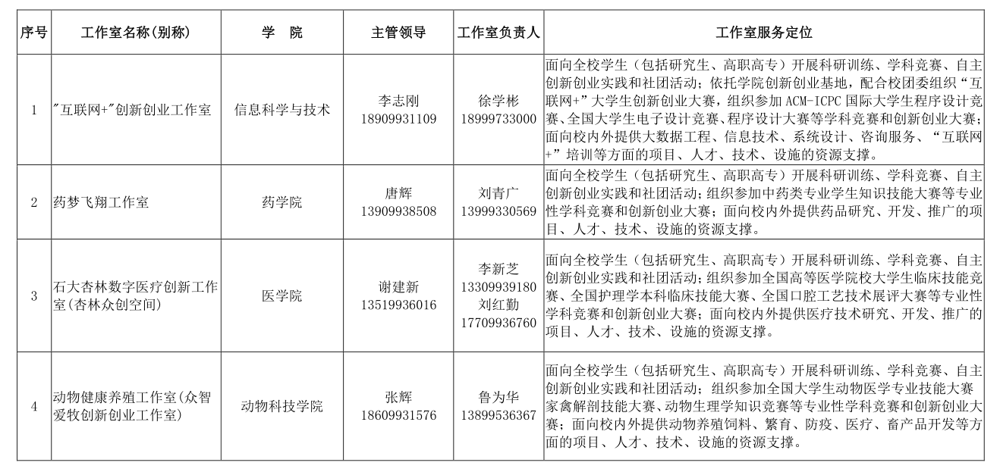 序号 工作室名称(别称) 学 院 主管领导 工作室负责人 工作室服务定位
1
"互联网+"创新创业工作室
信息科学与技术
李志刚
18909931109
徐学彬
18999733000
面向全校学生（包括研究生、高职高专）开展科研训练、学科竞赛、自主
创新创业实践和社团活动；依托学院创新创业基地，配合校团委组织“互
联网+”大学生创新创业大赛，组织参加ACM-ICPC国际大学生程序设计竞
赛、全国大学生电子设计竞赛、程序设计大赛等学科竞赛和创新创业大赛；
面向校内外提供大数据工程、信息技术、系统设计、咨询服务、“互联网
+”培训等方面的项目、人才、技术、设施的资源支撑。
2
药梦飞翔工作室
药学院
唐辉
13909938508
刘青广
13999330569
面向全校学生（包括研究生、高职高专）开展科研训练、学科竞赛、自主
创新创业实践和社团活动；组织参加中药类专业学生知识技能大赛等专业
性学科竞赛和创新创业大赛；面向校内外提供药品研究、开发、推广的项
目、人才、技术、设施的资源支撑。
3
石大杏林数字医疗创新工作
室(杏林众创空间)
医学院
谢建新
13519936016
李新芝
13309939180
刘红勤
17709936760
面向全校学生（包括研究生、高职高专）开展科研训练、学科竞赛、自主
创新创业实践和社团活动；组织参加全国高等医学院校大学生临床技能竞
赛、全国护理学本科临床技能大赛、全国口腔工艺技术展评大赛等专业性
学科竞赛和创新创业大赛；面向校内外提供医疗技术研究、开发、推广的
项目、人才、技术、设施的资源支撑。
4
动物健康养殖工作室(众智
爱牧创新创业工作室)
动物科技学院
张辉
18609931576
鲁为华
13899536367
面向全校学生（包括研究生、高职高专）开展科研训练、学科竞赛、自主
创新创业实践和社团活动；组织参加全国大学生动物医学专业技能大赛
家禽解剖技能大赛、动物生理学知识竞赛等专业性学科竞赛和创新创业大
赛；面向校内外提供动物养殖饲料、繁育、防疫、医疗、畜产品开发等方
面的项目、人才、技术、设施的资源支撑。